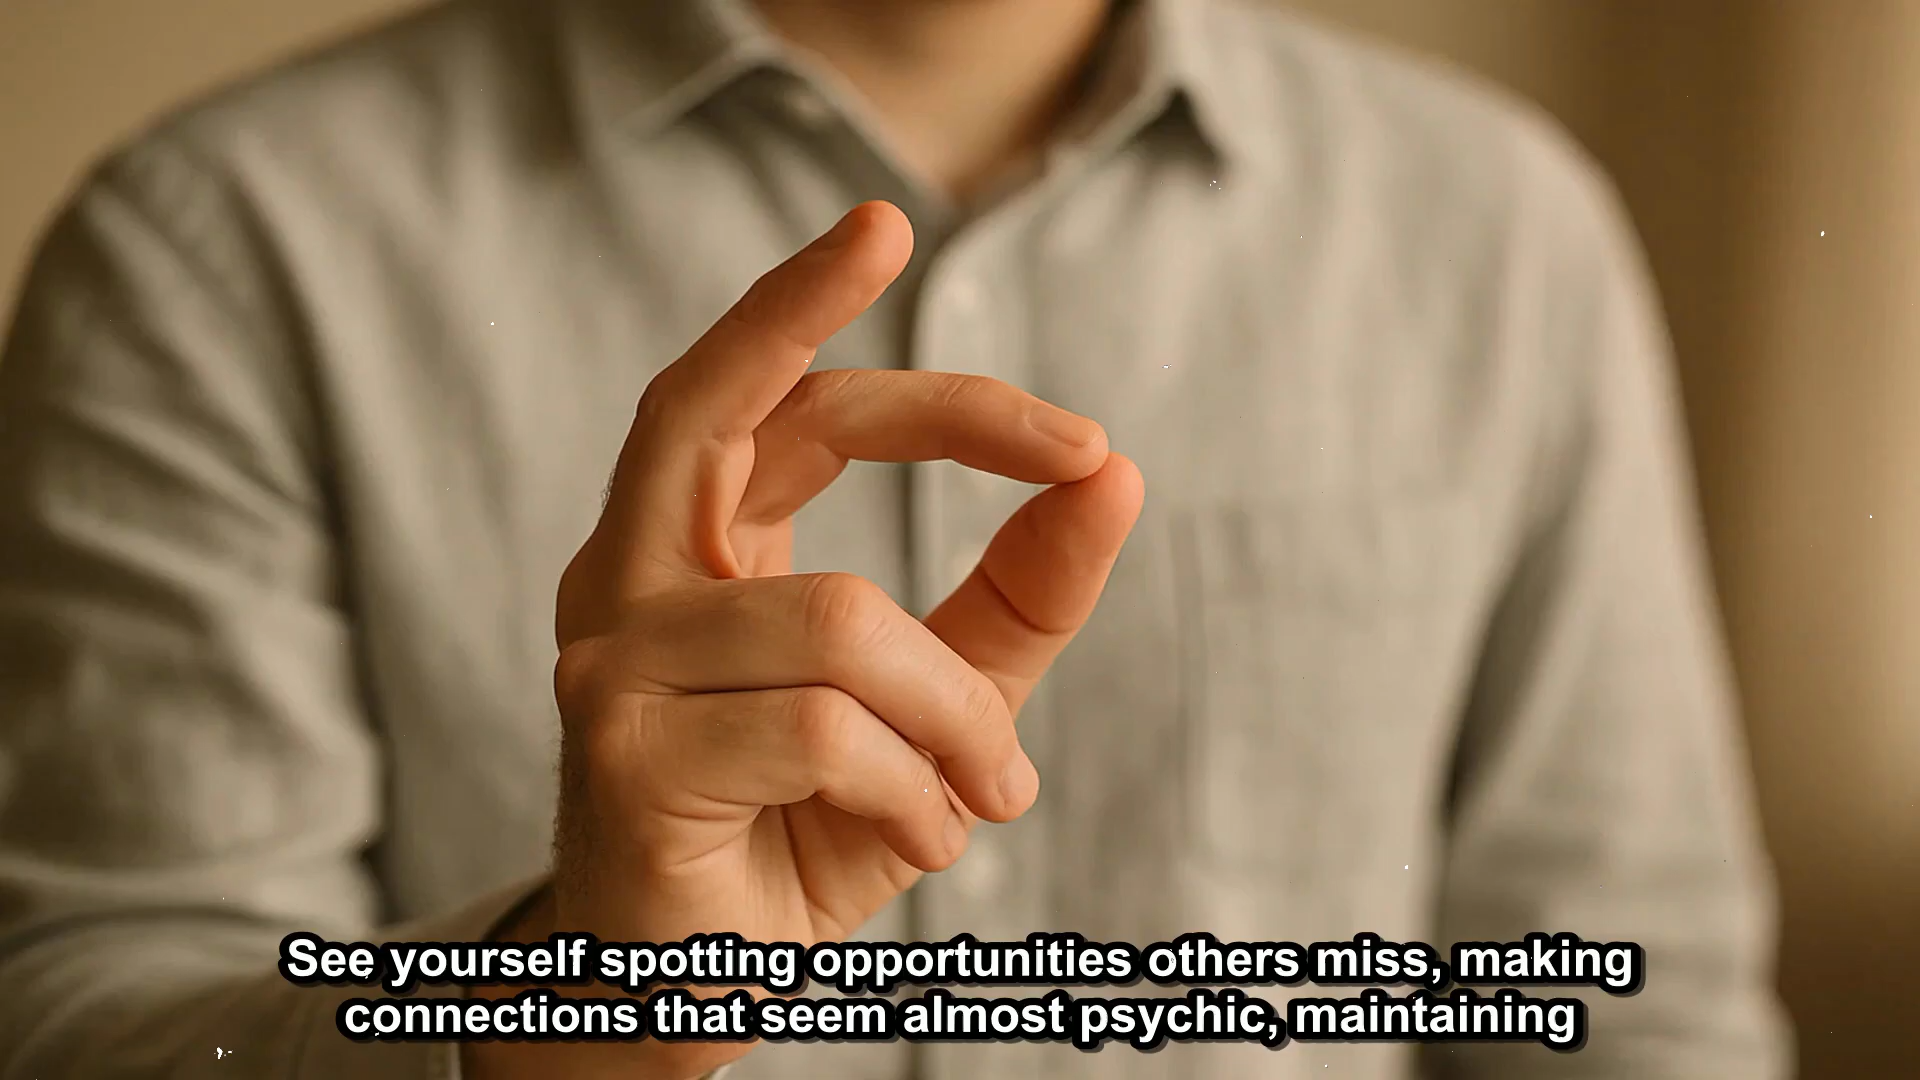 See yourself spotting opportunities others miss, making
connections that seem almost psychic, maintaining